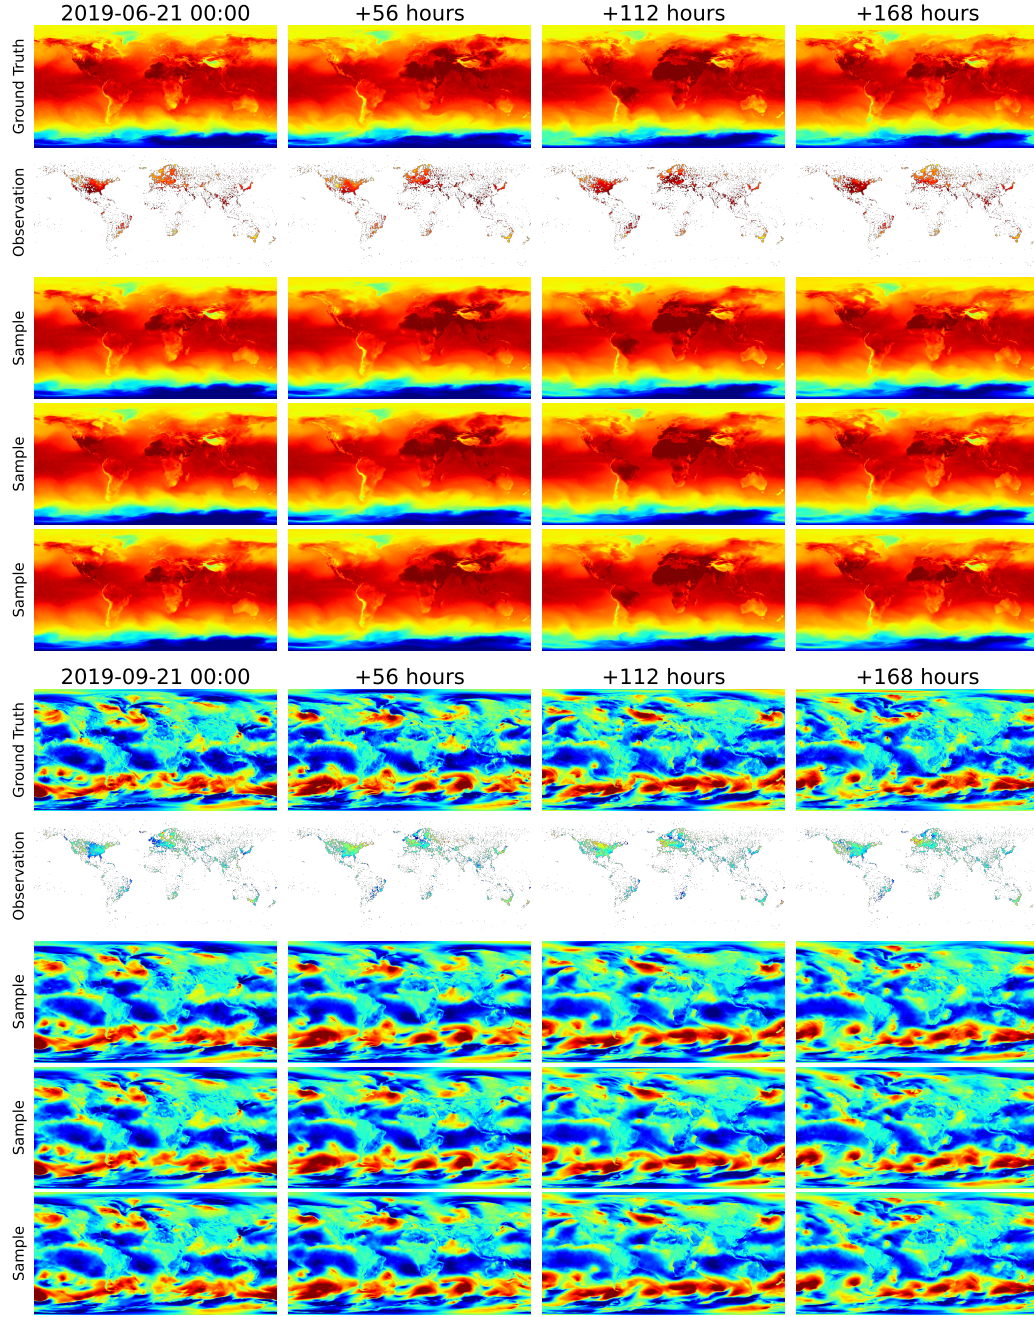 2019-06-21 00:00 +56 hours +112 hours +168 hours
Ground Truth
Observation
Sample
Sample
Sample
2019-09-21 00:00 +56 hours +112 hours +168 hours
Ground Truth
Observation
Sample
Sample
Sample